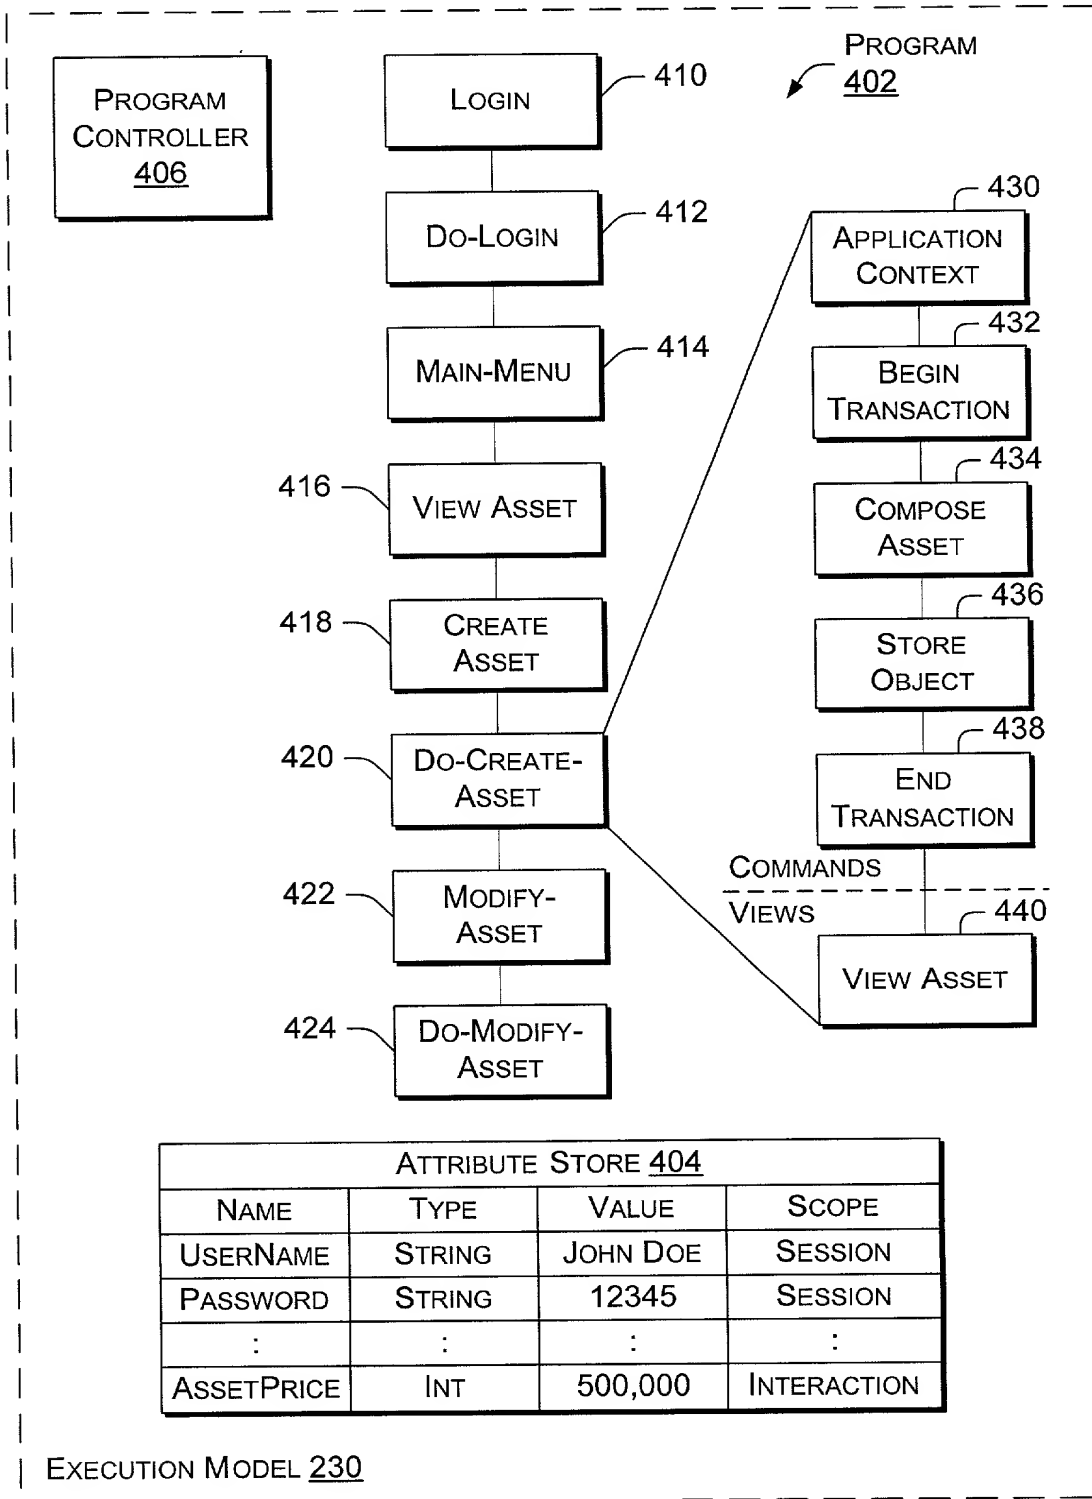 PROGRAM
CONTROLLER
406
PROGRAM
402
LOGIN
410
DO-LOGIN
412
MAIN-MENU
414
VIEW ASSET
416
CREATE
ASSET
418
DO-CREATE-
ASSET
420
MODIFY-
ASSET
422
DO-MODIFY-
ASSET
424
430
APPLICATION
CONTEXT
432
BEGIN
TRANSACTION
434
COMPOSE
ASSET
436
STORE
OBJECT
438
END
TRANSACTION
COMMANDS
VIEWS
440
VIEW ASSET
ATTRIBUTE STORE 404
NAME TYPE VALUE SCOPE
USERNAME STRING JOHN DOE SESSION
PASSWORD STRING 12345 SESSION
: : : :
ASSETPRICE INT 500,000 INTERACTION
EXECUTION MODEL 230